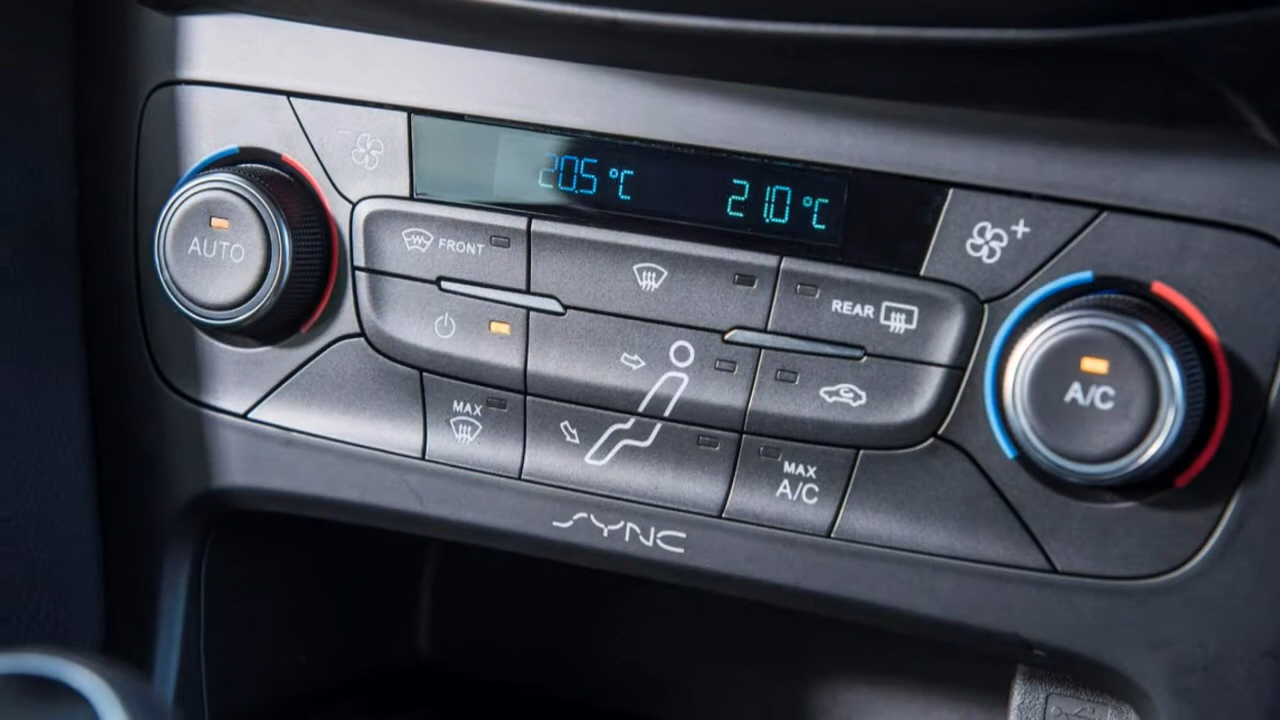 20.5 °C
21.0 °C
AUTO
FRONT
REAR
A/C
MAX
MAX
A/C
SYNC